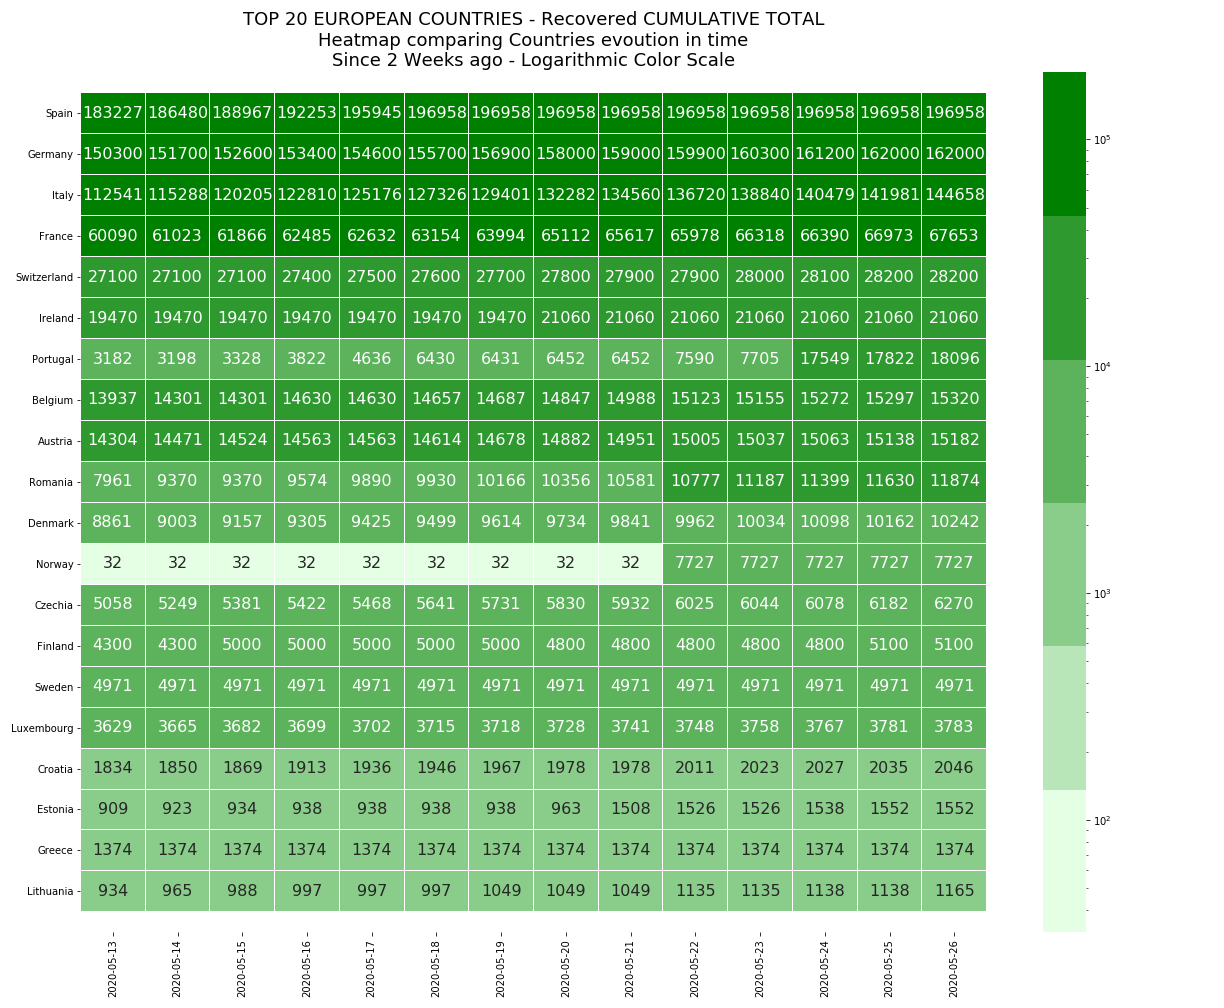 TOP 20 EUROPEAN COUNTRIES - Recovered CUMULATIVE TOTAL
Heatmap comparing Countries evoution in time
Since 2 Weeks ago - Logarithmic Color Scale
Spain 183227 186480 188967 192253 195945 196958 196958 196958 196958 196958 196958 196958 196958 196958
Germany 150300 151700 152600 153400 154600 155700 156900 158000 159000 159900 160300 161200 162000 162000
Italy 112541 115288 120205 122810 125176 127326 129401 132282 134560 136720 138840 140479 141981 144658
France 60090 61023 61866 62485 62632 63154 63994 65112 65617 65978 66318 66390 66973 67653
Switzerland 27100 27100 27100 27400 27500 27600 27700 27800 27900 27900 28000 28100 28200 28200
Ireland 19470 19470 19470 19470 19470 19470 19470 21060 21060 21060 21060 21060 21060 21060
Portugal 3182 3198 3328 3822 4636 6430 6431 6452 6452 7590 7705 17549 17822 18096
Belgium 13937 14301 14301 14630 14630 14657 14687 14847 14988 15123 15155 15272 15297 15320
Austria 14304 14471 14524 14563 14563 14614 14678 14882 14951 15005 15037 15063 15138 15182
Romania 7961 9370 9370 9574 9890 9930 10166 10356 10581 10777 11187 11399 11630 11874
Denmark 8861 9003 9157 9305 9425 9499 9614 9734 9841 9962 10034 10098 10162 10242
Norway 32 32 32 32 32 32 32 32 32 7727 7727 7727 7727 7727
Czechia 5058 5249 5381 5422 5468 5641 5731 5830 5932 6025 6044 6078 6182 6270
Finland 4300 4300 5000 5000 5000 5000 5000 4800 4800 4800 4800 4800 5100 5100
Sweden 4971 4971 4971 4971 4971 4971 4971 4971 4971 4971 4971 4971 4971 4971
Luxembourg 3629 3665 3682 3699 3702 3715 3718 3728 3741 3748 3758 3767 3781 3783
Croatia 1834 1850 1869 1913 1936 1946 1967 1978 1978 2011 2023 2027 2035 2046
Estonia 909 923 934 938 938 938 938 963 1508 1526 1526 1538 1552 1552
Greece 1374 1374 1374 1374 1374 1374 1374 1374 1374 1374 1374 1374 1374 1374
Lithuania 934 965 988 997 997 997 1049 1049 1049 1135 1135 1138 1138 1165
2020-05-13 2020-05-14 2020-05-15 2020-05-16 2020-05-17 2020-05-18 2020-05-19 2020-05-20 2020-05-21 2020-05-22 2020-05-23 2020-05-24 2020-05-25 2020-05-26
10⁵
10⁴
10³
10²